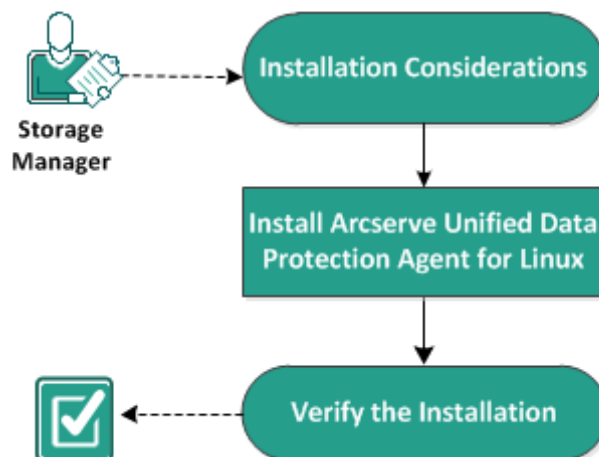 Installation Considerations
Storage
Manager
Install Arcserve Unified Data
Protection Agent for Linux
Verify the Installation